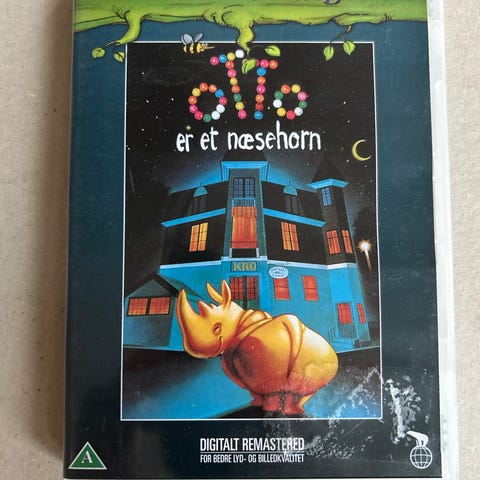 OTTO
er et næsehorn
KRO
DIGITALT REMASTERED
FOR BEDRE LYD- OG BILLEDKVALITET
A